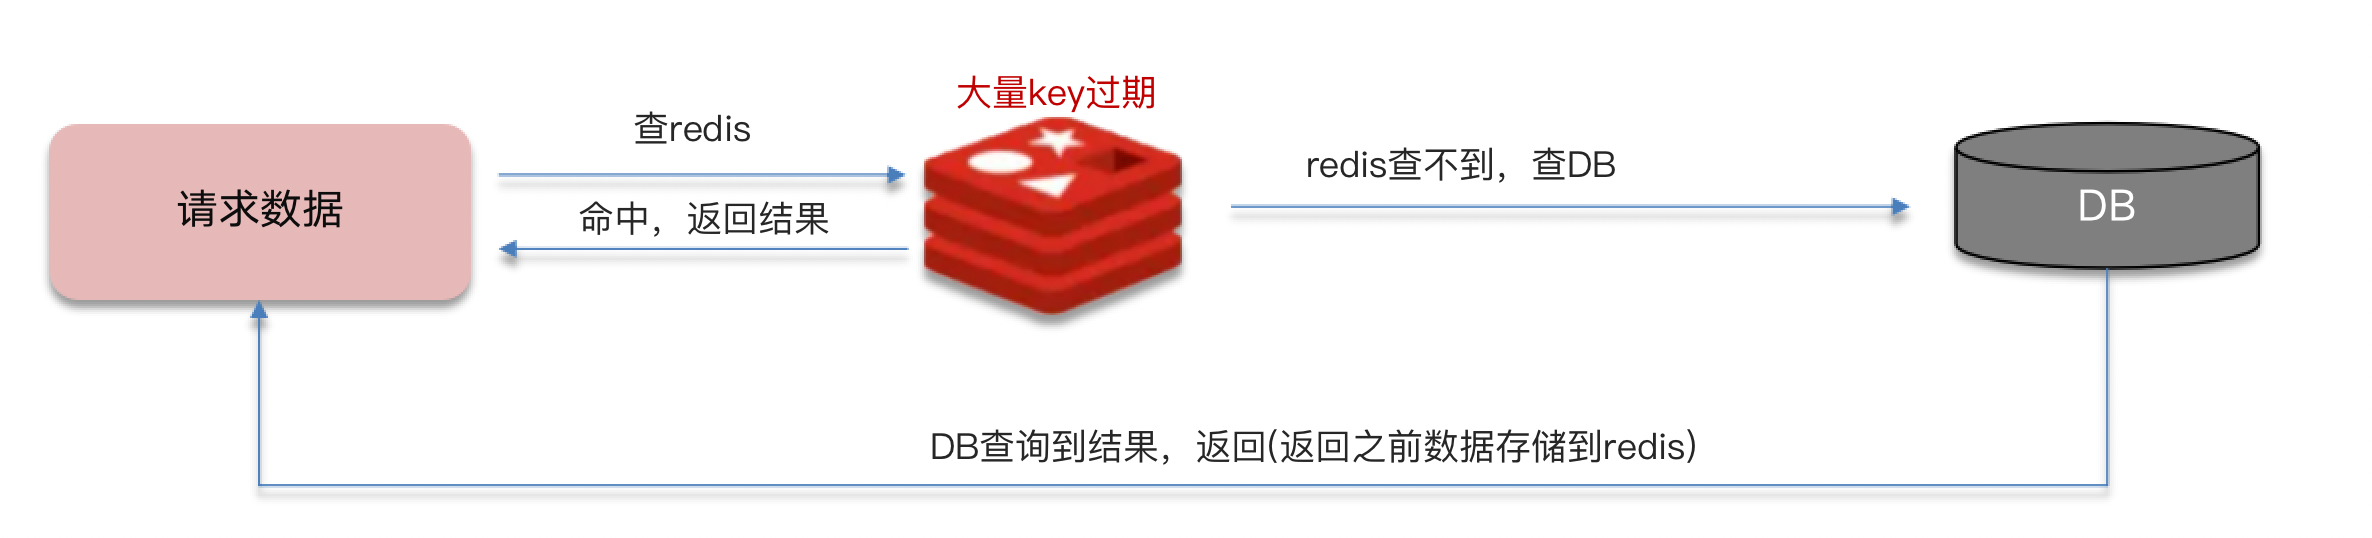 大量key过期
查redis
redis查不到，查DB
请求数据
命中，返回结果
DB
DB查询到结果，返回(返回之前数据存储到redis)